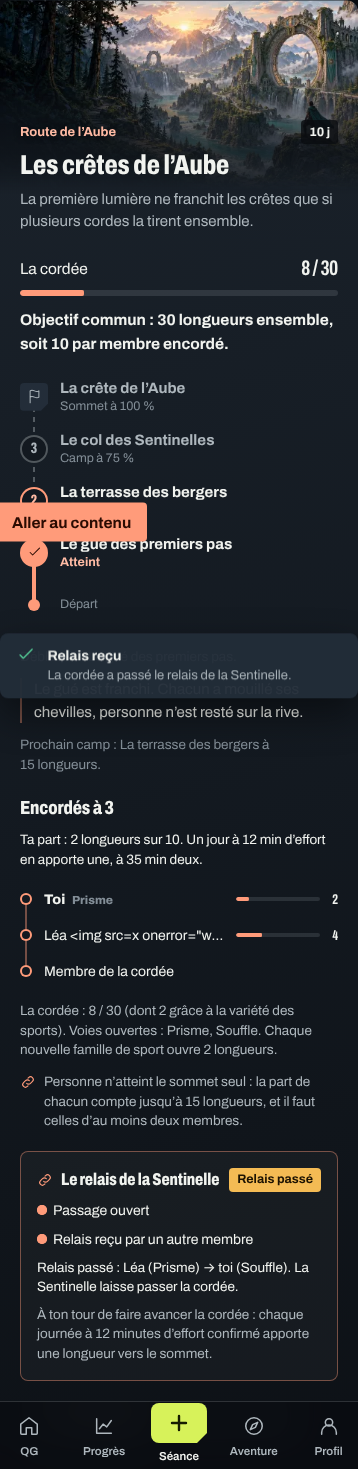 Route de l'Aube
10 j
Les crêtes de l'Aube
La première lumière ne franchit les crêtes que si
plusieurs cordes la tirent ensemble.
La cordée
8 / 30
Objectif commun : 30 longueurs ensemble,
soit 10 par membre encordé.
La crête de l'Aube
Sommet à 100 %
3
Le col des Sentinelles
Camp à 75 %
2
La terrasse des bergers
Aller au contenu
Le gué des premiers pas
Atteint
Départ
Relais reçu
La cordée a passé le relais de la Sentinelle.
Le gué est franchi. Chacun a mouillé ses
chevilles, personne n'est resté sur la rive.
Prochain camp : La terrasse des bergers à
15 longueurs.
Encordés à 3
Ta part : 2 longueurs sur 10. Un jour à 12 min d'effort
en apporte une, à 35 min deux.
Toi Prisme
2
Léa <img src=x onerror="w...
4
Membre de la cordée
La cordée : 8 / 30 (dont 2 grâce à la variété des
sports). Voies ouvertes : Prisme, Souffle. Chaque
nouvelle famille de sport ouvre 2 longueurs.
Personne n'atteint le sommet seul : la part de
chacun compte jusqu'à 15 longueurs, et il faut
celles d'au moins deux membres.
Le relais de la Sentinelle
Relais passé
Passage ouvert
Relais reçu par un autre membre
Relais passé : Léa (Prisme) → toi (Souffle). La
Sentinelle laisse passer la cordée.
À ton tour de faire avancer la cordée : chaque
journée à 12 minutes d'effort confirmé apporte
une longueur vers le sommet.
QG
Progrès
Séance
Aventure
Profil